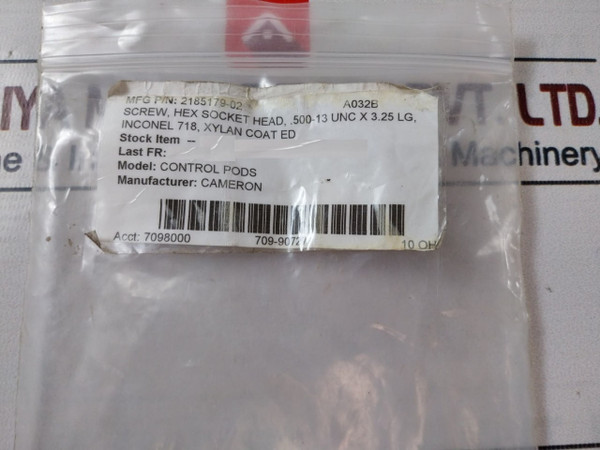 MFG P/N: 2185179-02 A032B
SCREW, HEX SOCKET HEAD, .500-13 UNC X 3.25 LG,
INCONEL 718, XYLAN COAT ED
Stock Item --
Last FR:
Model: CONTROL PODS
Manufacturer: CAMERON
Acct: 7098000 709-9072 10 OH
LTD.
Machinery